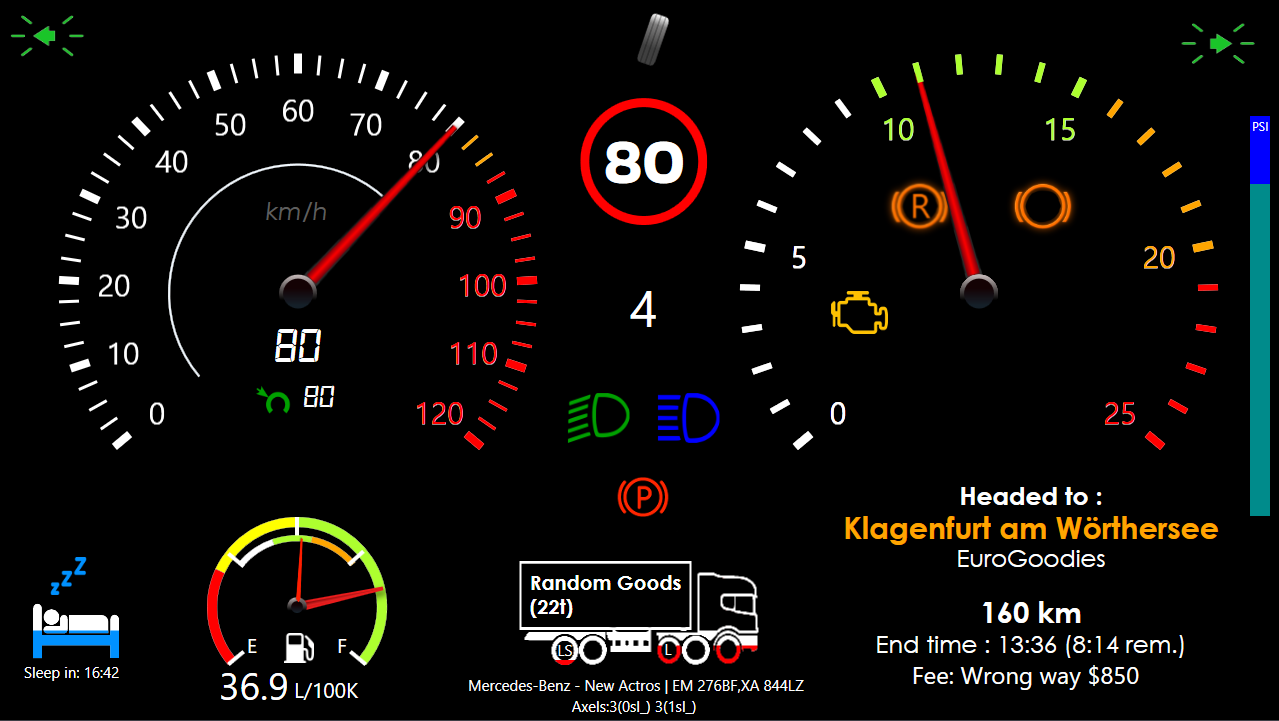 PSI
80
60
50
70
40
80
30
km/h
90
20
100
80
10
110
80
0
120
10
15
R
5
20
4
0
25
P
Headed to :
Klagenfurt am Wörthersee
EuroGoodies
160 km
End time : 13:36 (8:14 rem.)
Fee: Wrong way $850
zzz
Sleep in: 16:42
E F
36.9 L/100K
Random Goods
(22t)
LS L
Mercedes-Benz - New Actros | EM 276BF,XA 844LZ
Axels:3(0sl_) 3(1sl_)